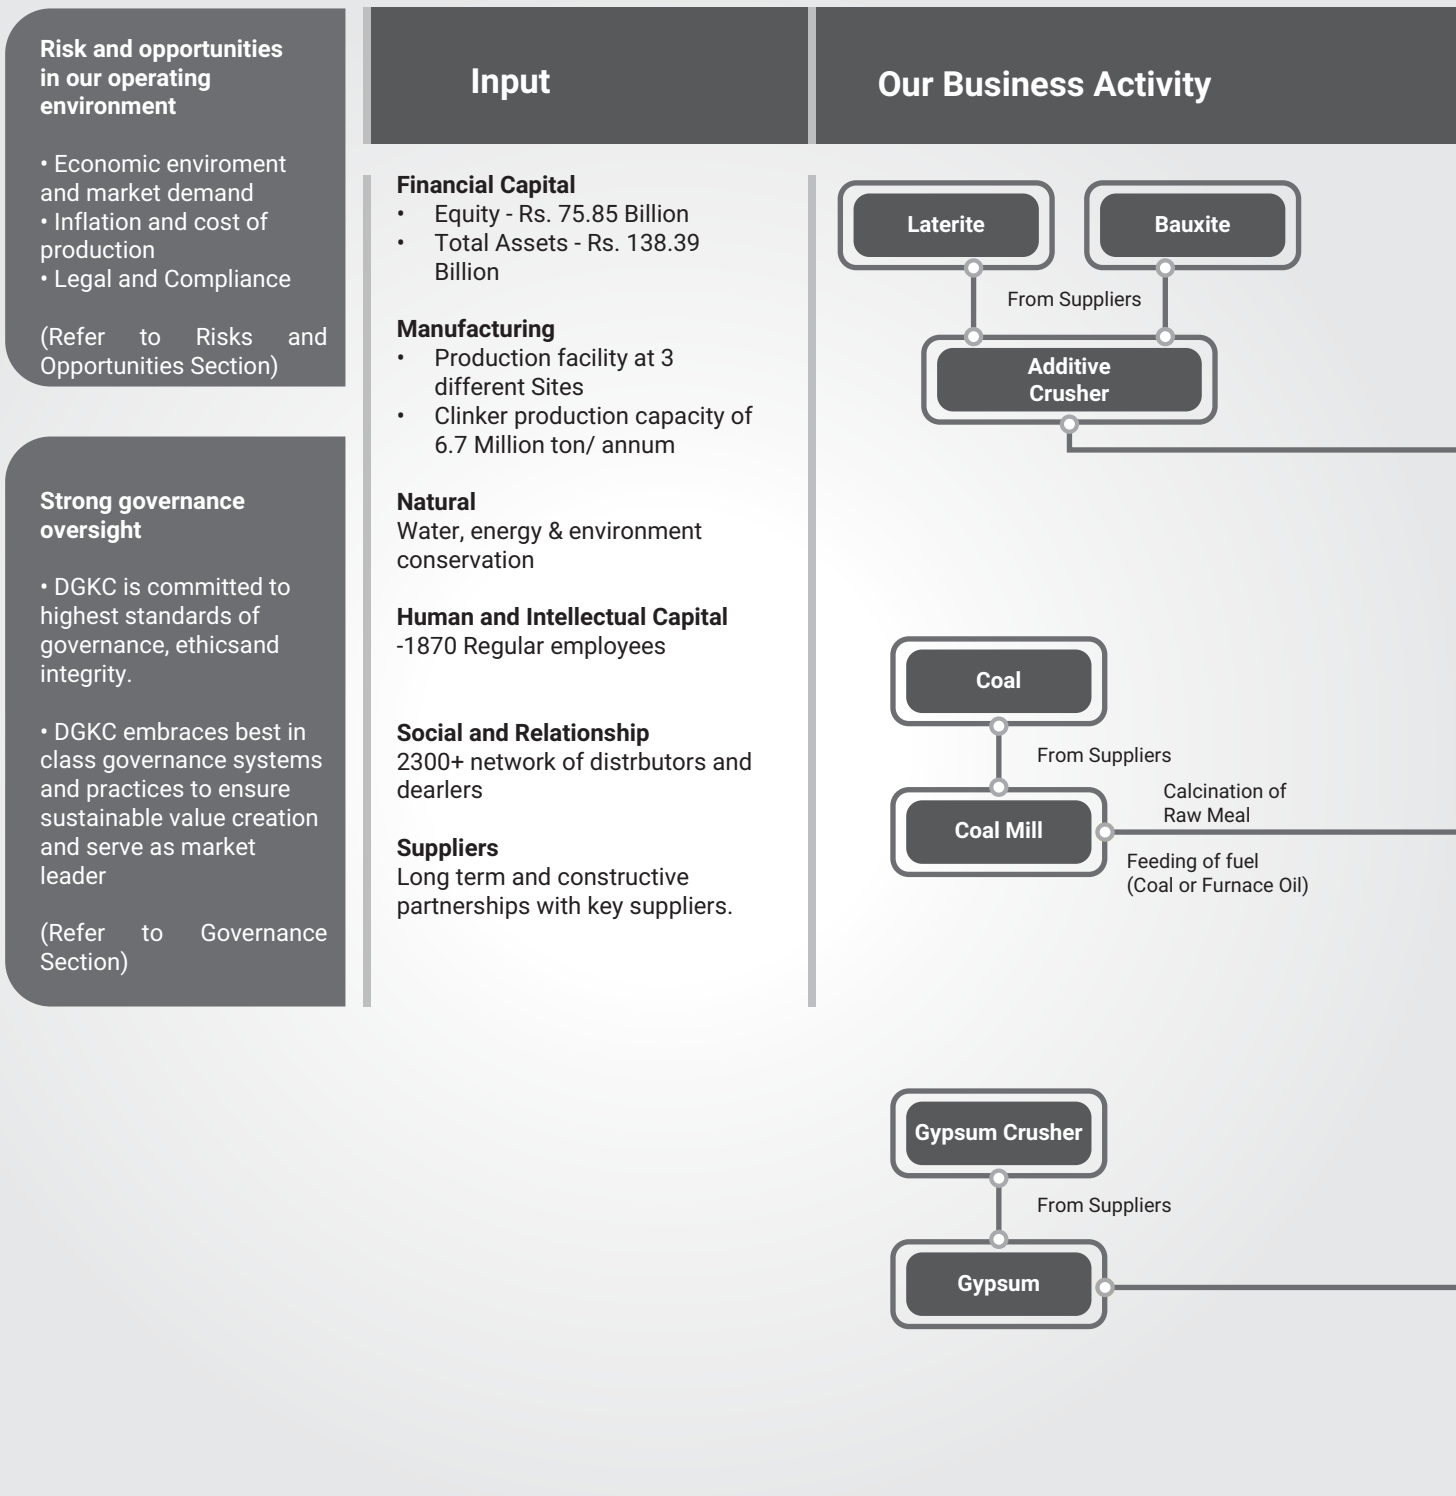 Risk and opportunities
in our operating
environment
• Economic enviroment
and market demand
• Inflation and cost of
production
• Legal and Compliance
(Refer to Risks and
Opportunities Section)
Strong governance
oversight
• DGKC is committed to
highest standards of
governance, ethicsand
integrity.
• DGKC embraces best in
class governance systems
and practices to ensure
sustainable value creation
and serve as market
leader
(Refer to Governance
Section)
Input
Financial Capital
• Equity - Rs. 75.85 Billion
• Total Assets - Rs. 138.39
Billion
Manufacturing
• Production facility at 3
different Sites
• Clinker production capacity of
6.7 Million ton/ annum
Natural
Water, energy & environment
conservation
Human and Intellectual Capital
-1870 Regular employees
Social and Relationship
2300+ network of distrbutors and
dearlers
Suppliers
Long term and constructive
partnerships with key suppliers.
Our Business Activity
Laterite
Bauxite
From Suppliers
Additive
Crusher
Coal
From Suppliers
Coal Mill
Calcination of
Raw Meal
Feeding of fuel
(Coal or Furnace Oil)
Gypsum Crusher
From Suppliers
Gypsum